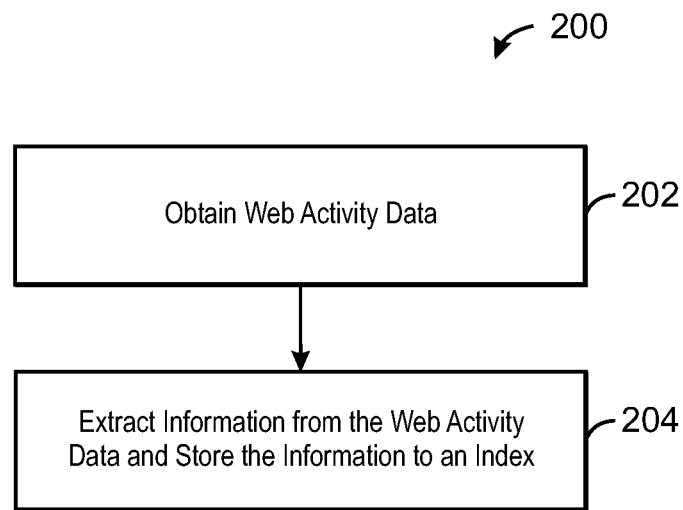 200
Obtain Web Activity Data
202
Extract Information from the Web Activity
Data and Store the Information to an Index
204